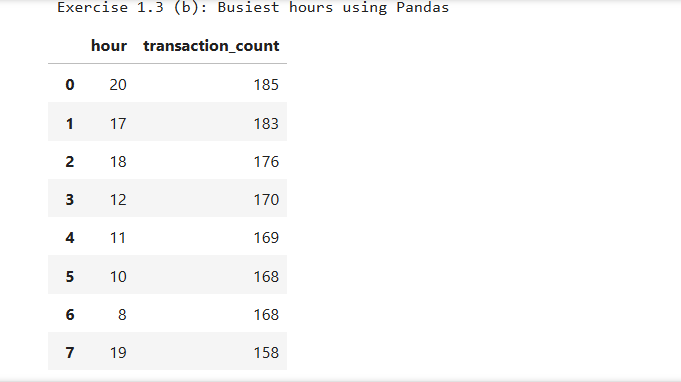 Exercise 1.3 (b): Busiest hours using Pandas
hour transaction_count
0 20 185
1 17 183
2 18 176
3 12 170
4 11 169
5 10 168
6 8 168
7 19 158